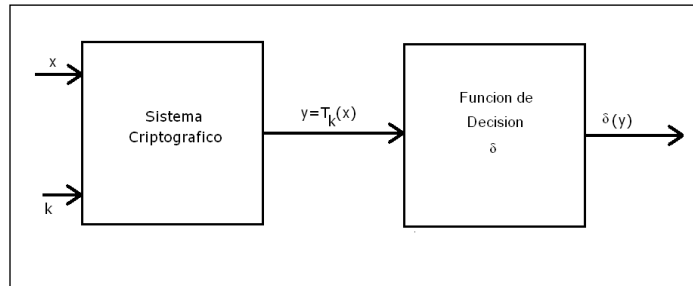 x
k
Sistema
Criptografico
y=T_k(x)
Funcion de
Decision
δ
δ(y)